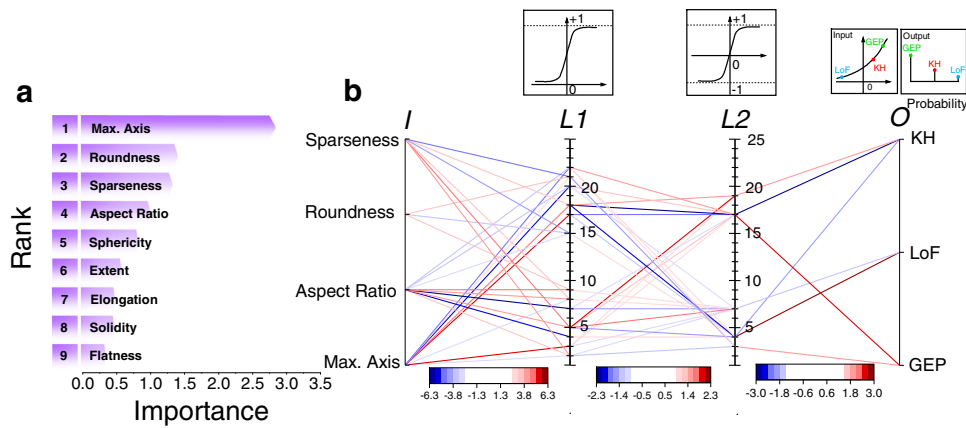 a
Rank
1 Max. Axis
2 Roundness
3 Sparseness
4 Aspect Ratio
5 Sphericity
6 Extent
7 Elongation
8 Solidity
9 Flatness
0.0 0.5 1.0 1.5 2.0 2.5 3.0 3.5
Importance
b
+1
0
+1
0
-1
Input
GEP
LoF
KH
0
Output
GEP
KH
LoF
Probability
I L1 L2 O
Sparseness
Roundness
Aspect Ratio
Max. Axis
20
15
10
5
25
20
15
10
5
KH
LoF
GEP
-6.3 -3.8 -1.3 1.3 3.8 6.3
-2.3 -1.4 -0.5 0.6 1.4 2.3
-3.0 -1.8 -0.6 0.6 1.8 3.0